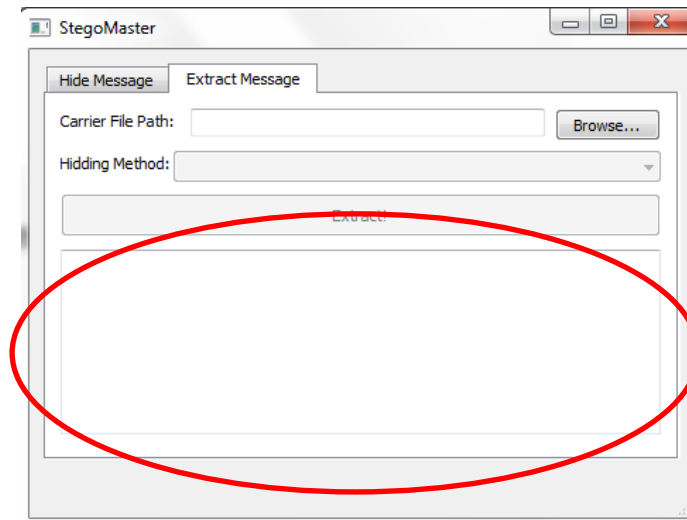 StegoMaster
Hide Message Extract Message
Carrier File Path: Browse...
Hidding Method:
Extract!